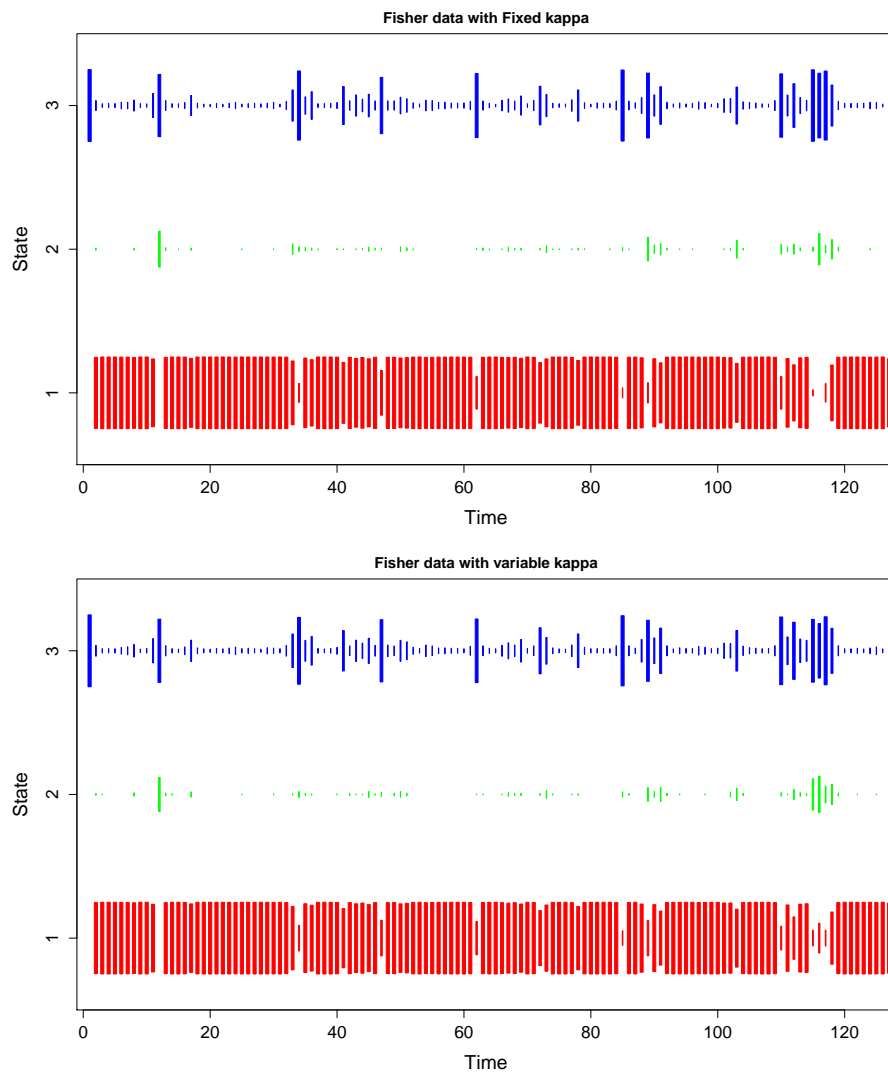 Fisher data with Fixed kappa
3
2
1
State
0 20 40 60 80 100 120
Time
Fisher data with variable kappa
3
2
1
State
0 20 40 60 80 100 120
Time